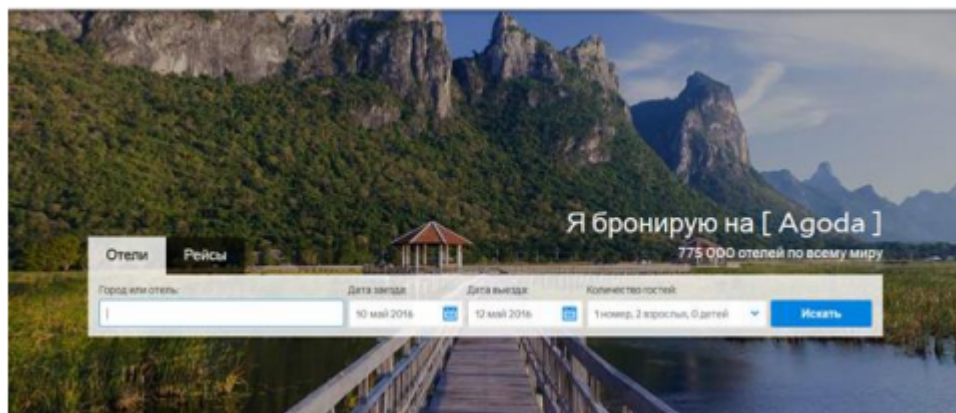 Я бронирую на [ Agoda ]
775 000 отелей по всему миру
Отели Рейсы
Город или отель: Дата заезда: Дата выезда: Количество гостей:
10 май 2016 12 май 2016 1 номер, 2 взрослых, 0 детей Искать